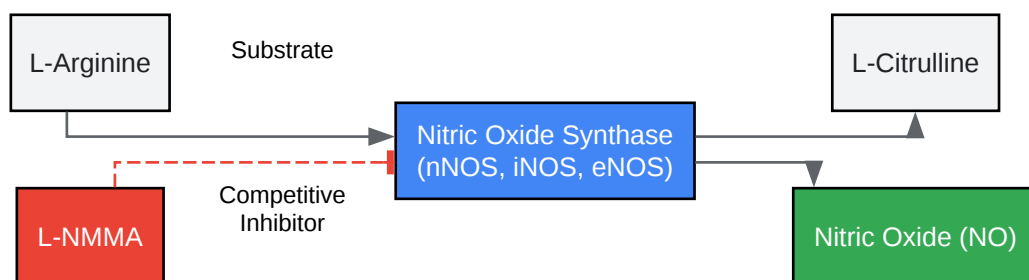 L-Arginine
Substrate
L-Citrulline
Nitric Oxide Synthase
(nNOS, iNOS, eNOS)
L-NMMA
Competitive
Inhibitor
Nitric Oxide (NO)